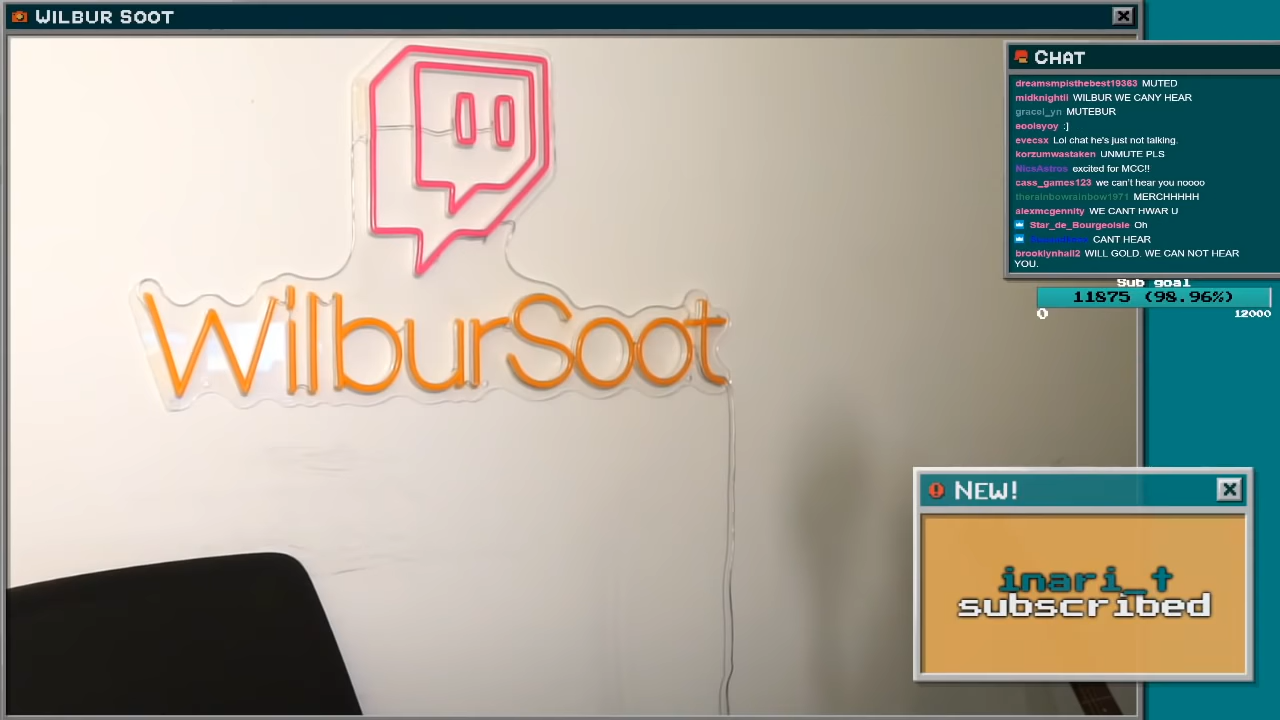 WILBUR SOOT
CHAT
dreamsmpisthebest19363 MUTED
midknightli WILBUR WE CANY HEAR
gracei_yn MUTEBUR
eoolsyoy :]
evecsx Lol chat he's just not talking.
korzumwastaken UNMUTE PLS
NicsAstros excited for MCC!!
cass_games123 we can't hear you noooo
therainbowrainbow1971 MERCHHHHH
alexmcgennity WE CANT HWAR U
Star_de_Bourgeoisie Oh
CANT HEAR
brooklynhall2 WILL GOLD. WE CAN NOT HEAR
YOU.
Sub goal
11875 (98.96%)
0 12000
WilburSoot
NEW!
inari_t
subscribed